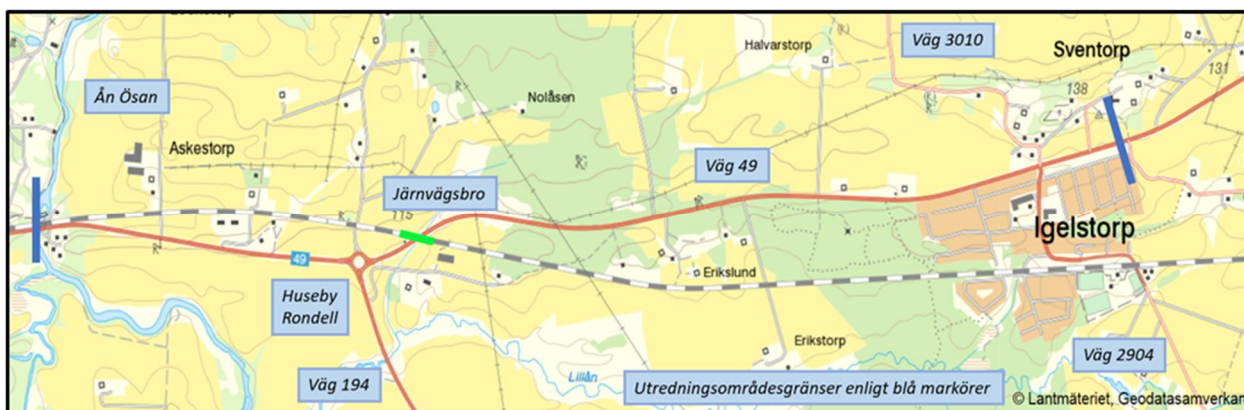 Väg 3010
Sventorp
Halvarstorp
131
138
Ån Ösan
Nolåsen
Askestorp
Väg 49
Järnvägsbro
115
Igelstorp
49
Erikslund
Huseby
Rondell
Erikstorp
Väg 2904
Väg 194
Lillån
Utredningsområdesgränser enligt blå markörer
© Lantmäteriet, Geodatasamverkan